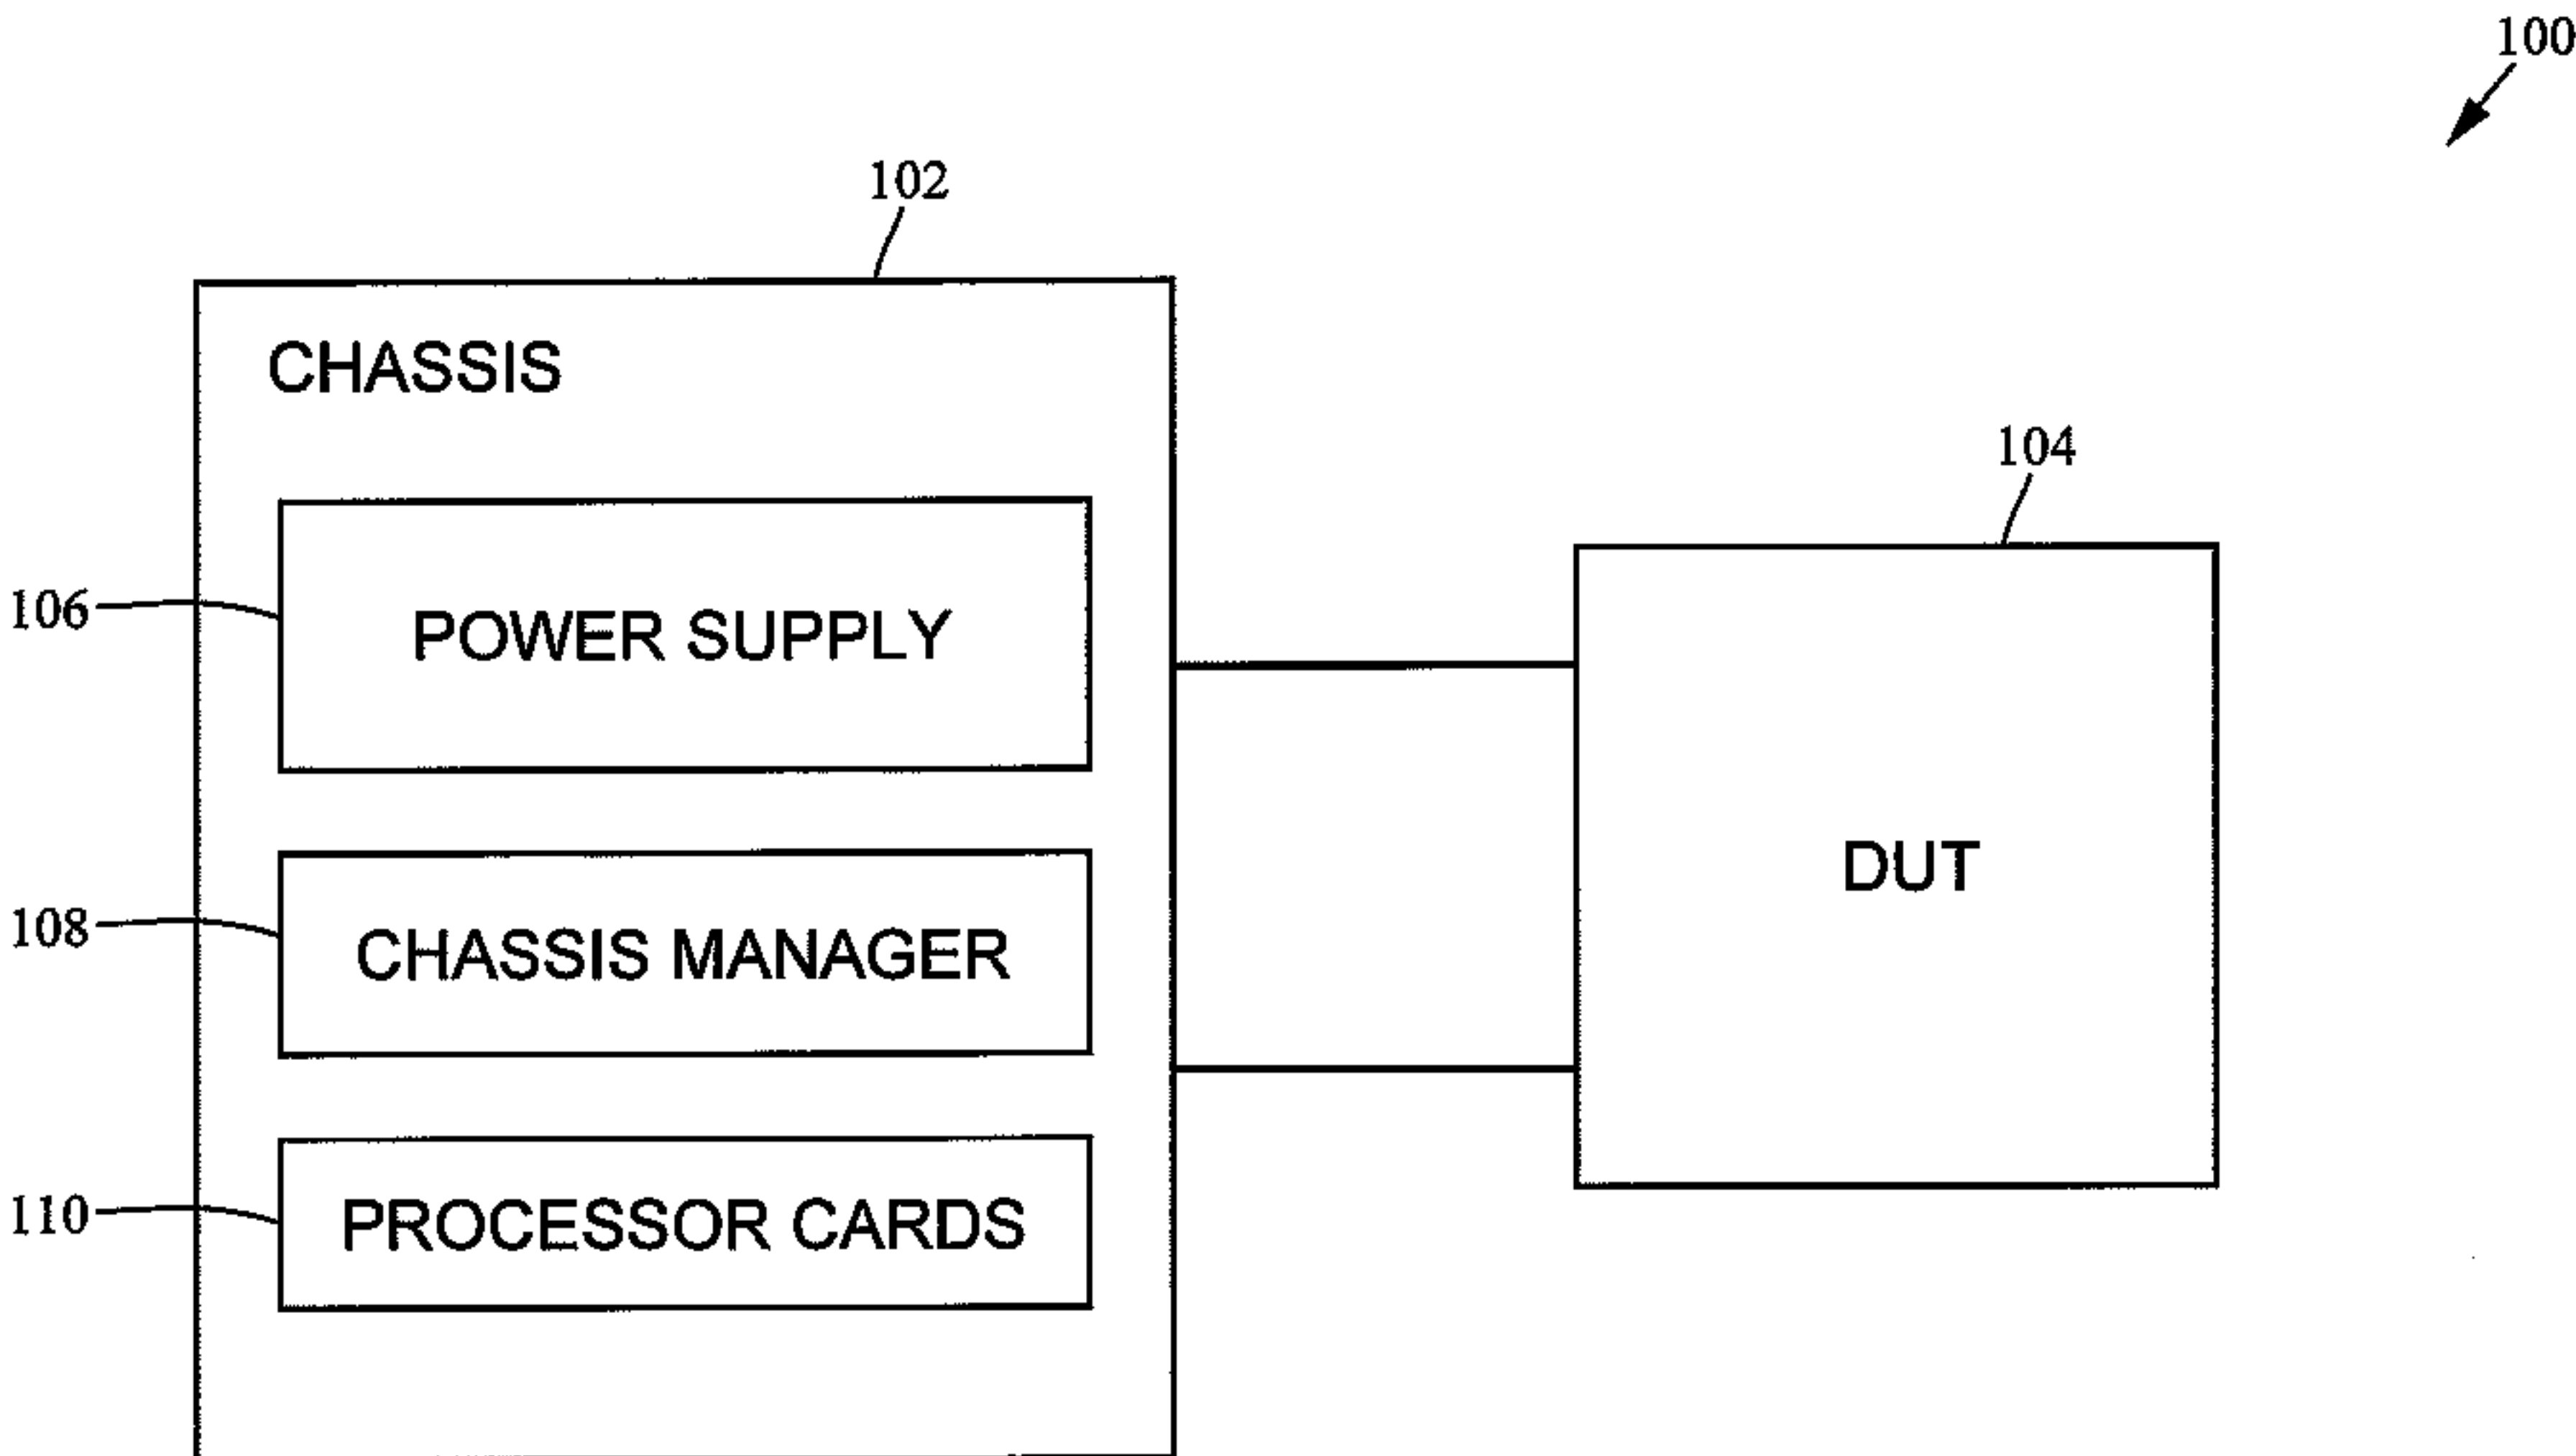 100
102
CHASSIS
104
106
POWER SUPPLY
DUT
108
CHASSIS MANAGER
110
PROCESSOR CARDS